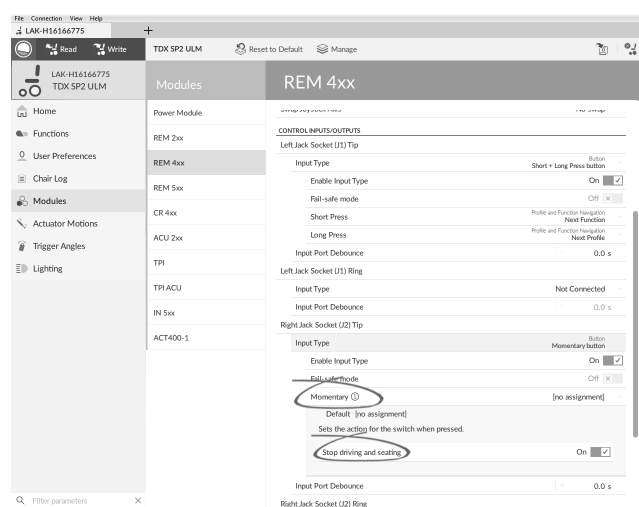 File Connection View Help
LAK-H16166775 +
Read Write TDX SP2 ULM Reset to Default Manage
LAK-H16166775
TDX SP2 ULM
Modules
REM 4xx
Home
Functions
User Preferences
Chair Log
Modules
Actuator Motions
Trigger Angles
Lighting
Filter parameters
Power Module
REM 2xx
REM 4xx
REM 5xx
CR 4xx
ACU 2xx
TPI
TPI ACU
IN 5xx
ACT400-1
No Swap
CONTROL INPUTS/OUTPUTS
Left Jack Socket (J1) Tip
Input Type Button
Short + Long Press button
Enable Input Type On
Fail-safe mode Off
Short Press Profile and Function Navigation
Next Function
Long Press Profile and Function Navigation
Next Profile
Input Port Debounce 0.0 s
Left Jack Socket (J1) Ring
Input Type Not Connected
Input Port Debounce 0.0 s
Right Jack Socket (J2) Tip
Input Type Button
Momentary button
Enable Input Type On
Fail-safe mode Off
Momentary [no assignment]
Default [no assignment]
Sets the action for the switch when pressed.
Stop driving and seating On
Input Port Debounce 0.0 s
Right Jack Socket (J2) Ring